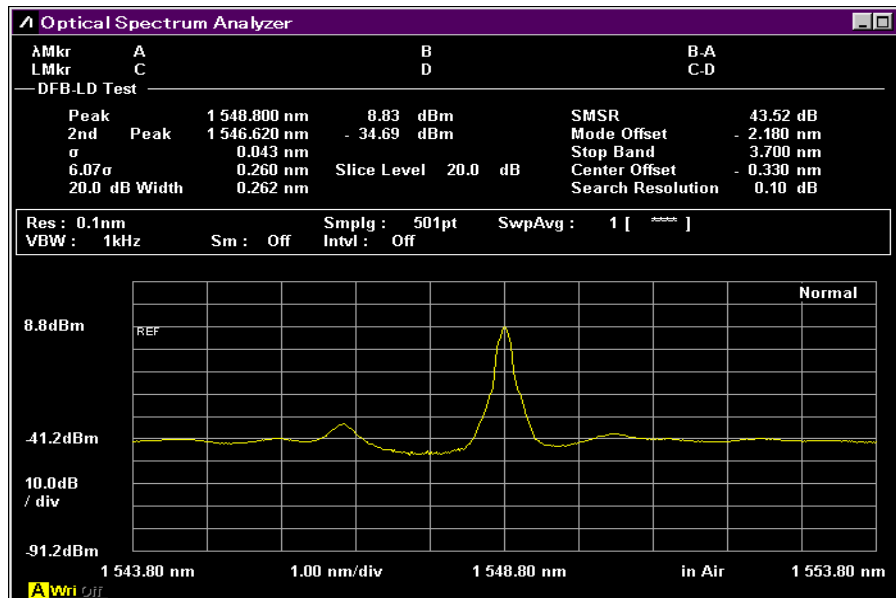 Optical Spectrum Analyzer
λMkr A B B-A
LMkr C D C-D
DFB-LD Test
Peak 1 548.800 nm 8.83 dBm SMSR 43.52 dB
2nd Peak 1 546.620 nm - 34.69 dBm Mode Offset - 2.180 nm
σ 0.043 nm Stop Band 3.700 nm
6.07σ 0.260 nm Slice Level 20.0 dB Center Offset - 0.330 nm
20.0 dB Width 0.262 nm Search Resolution 0.10 dB
Res : 0.1nm Smplg : 501pt SwpAvg : 1 [ **** ]
VBW : 1kHz Sm : Off Intvl : Off
Normal
8.8dBm REF
-41.2dBm
10.0dB
/ div
-91.2dBm
1 543.80 nm 1.00 nm/div 1 548.80 nm in Air 1 553.80 nm
A Wri Off